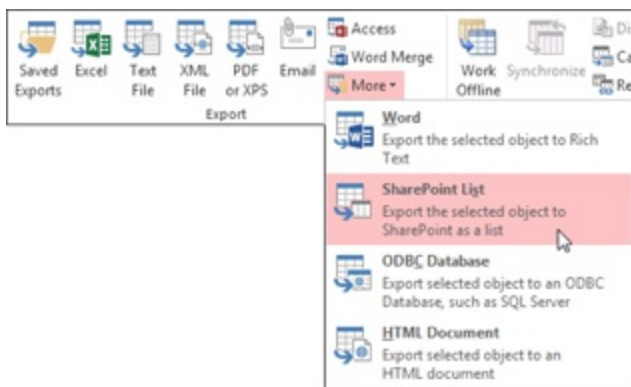 Saved Exports
Excel
Text File
XML File
PDF or XPS
Email
Access
Word Merge
More
Work Offline
Synchronize
Export
Word
Export the selected object to Rich
Text
SharePoint List
Export the selected object to
SharePoint as a list
ODBC Database
Export selected object to an ODBC
Database, such as SQL Server
HTML Document
Export selected object to an
HTML document